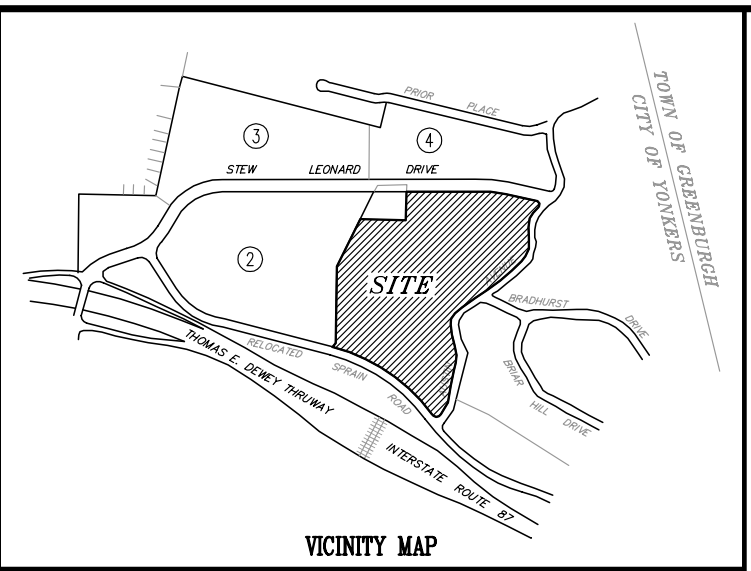 PRIOR PLACE
TOWN OF GREENBURGH
CITY OF YONKERS
3
4
STEW LEONARD DRIVE
2
SITE
AVENUE
BRADHURST DRIVE
RELOCATED SPRAIN ROAD
THOMAS E. DEWEY THRUWAY
BRIAR HILL DRIVE
INTERSTATE ROUTE 87
VICINITY MAP